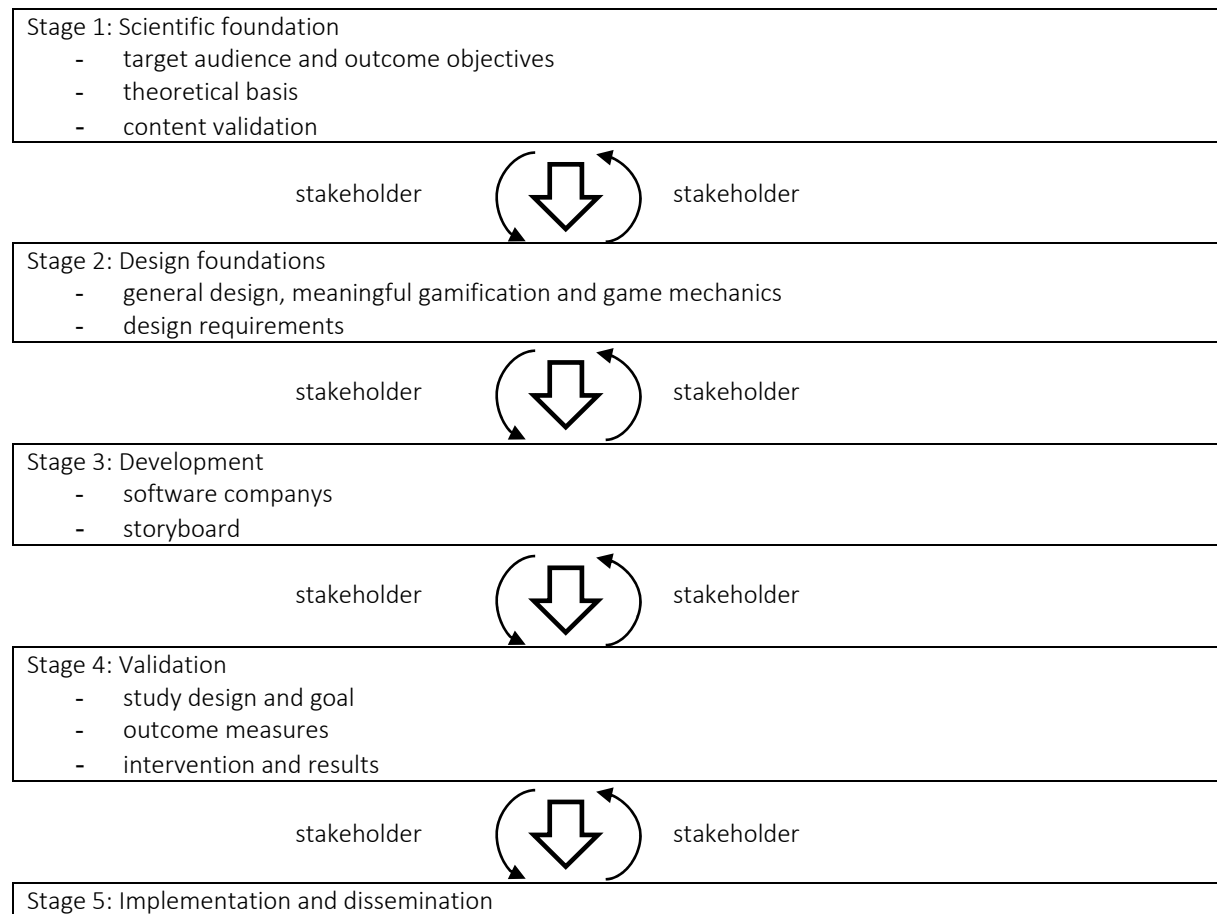 Stage 1: Scientific foundation
- target audience and outcome objectives
- theoretical basis
- content validation
stakeholder stakeholder
Stage 2: Design foundations
- general design, meaningful gamification and game mechanics
- design requirements
stakeholder stakeholder
Stage 3: Development
- software companys
- storyboard
stakeholder stakeholder
Stage 4: Validation
- study design and goal
- outcome measures
- intervention and results
stakeholder stakeholder
Stage 5: Implementation and dissemination